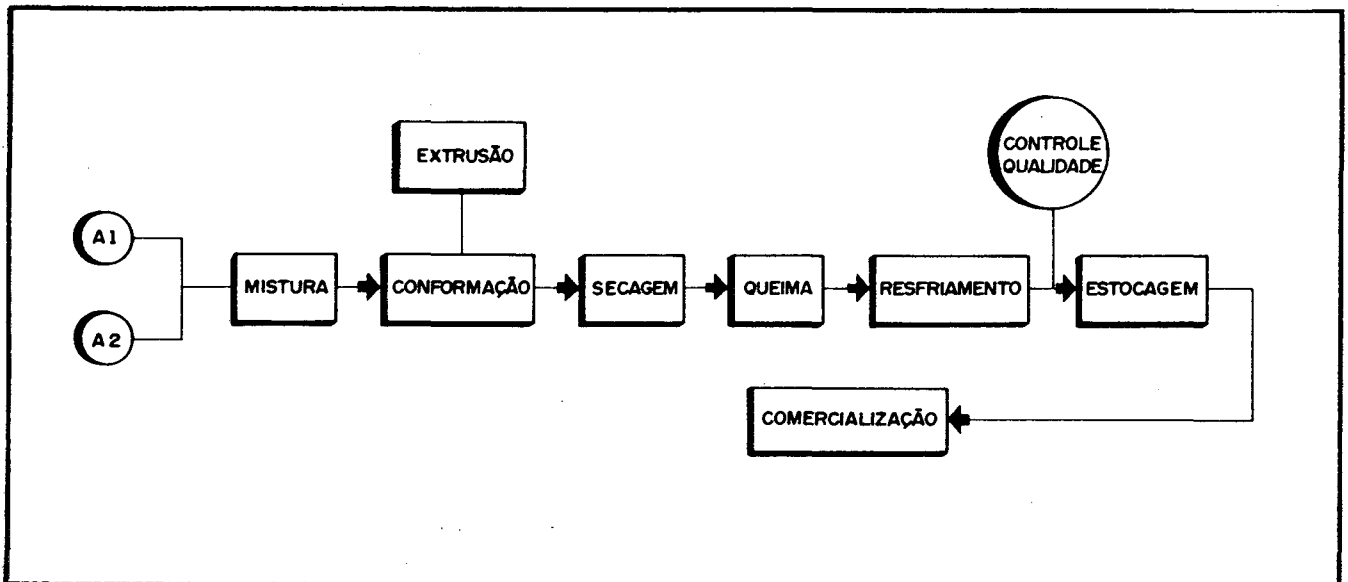 EXTRUSÃO
CONTROLE
QUALIDADE
A1
A2
MISTURA
CONFORMAÇÃO
SECAGEM
QUEIMA
RESFRIAMENTO
ESTOCAGEM
COMERCIALIZAÇÃO